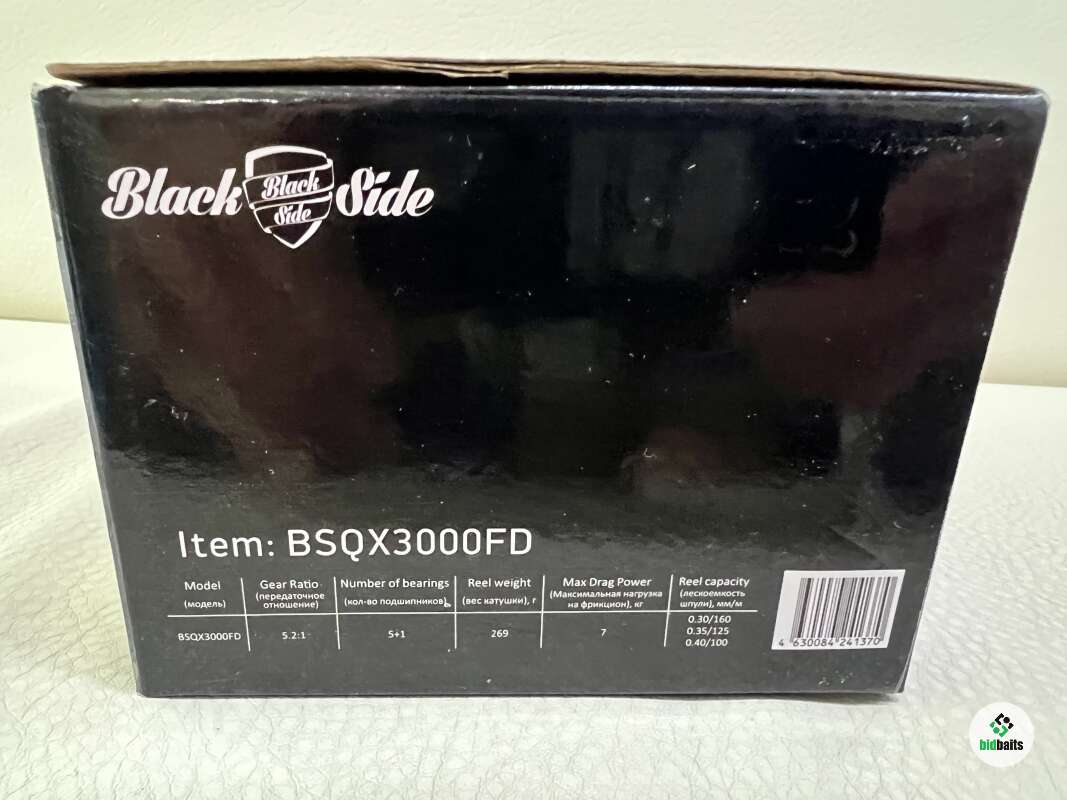 Black Black Side Side
Item: BSQX3000FD
Model Gear Ratio Number of bearings Reel weight Max Drag Power Reel capacity
(модель) (передаточное отношение) (кол-во подшипников), (вес катушки), г (Максимальная нагрузка на фрикцион), кг (лескоемкость шпули), мм/м
BSQX3000FD 5.2:1 5+1 269 7 0.30/160
0.35/125
0.40/100
4 630084 241370
bidbaits